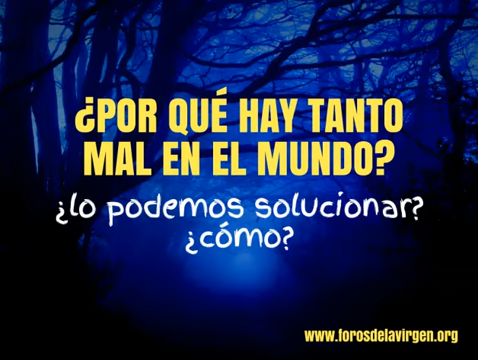 ¿POR QUÉ HAY TANTO
MAL EN EL MUNDO?
¿lo podemos solucionar?
¿cómo?
www.forosdelavirgen.org